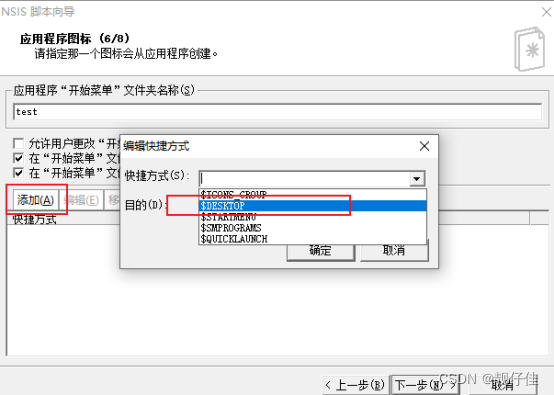 NSIS 脚本向导
应用程序图标 (6/8)
请指定那一个图标会从应用程序创建。
应用程序“开始菜单”文件夹名称(S)
test
允许用户更改“开
在“开始菜单”文件
在“开始菜单”文件
添加(A) 编辑(E) 移
快捷方式
编辑快捷方式
快捷方式(S):
目的(D):
$ICONS_GROUP
$DESKTOP
$STARTMENU
$SMPROGRAMS
$QUICKLAUNCH
确定 取消
< 上一步(B) 下一步(N) > 取消
CSDN @靓仔佳